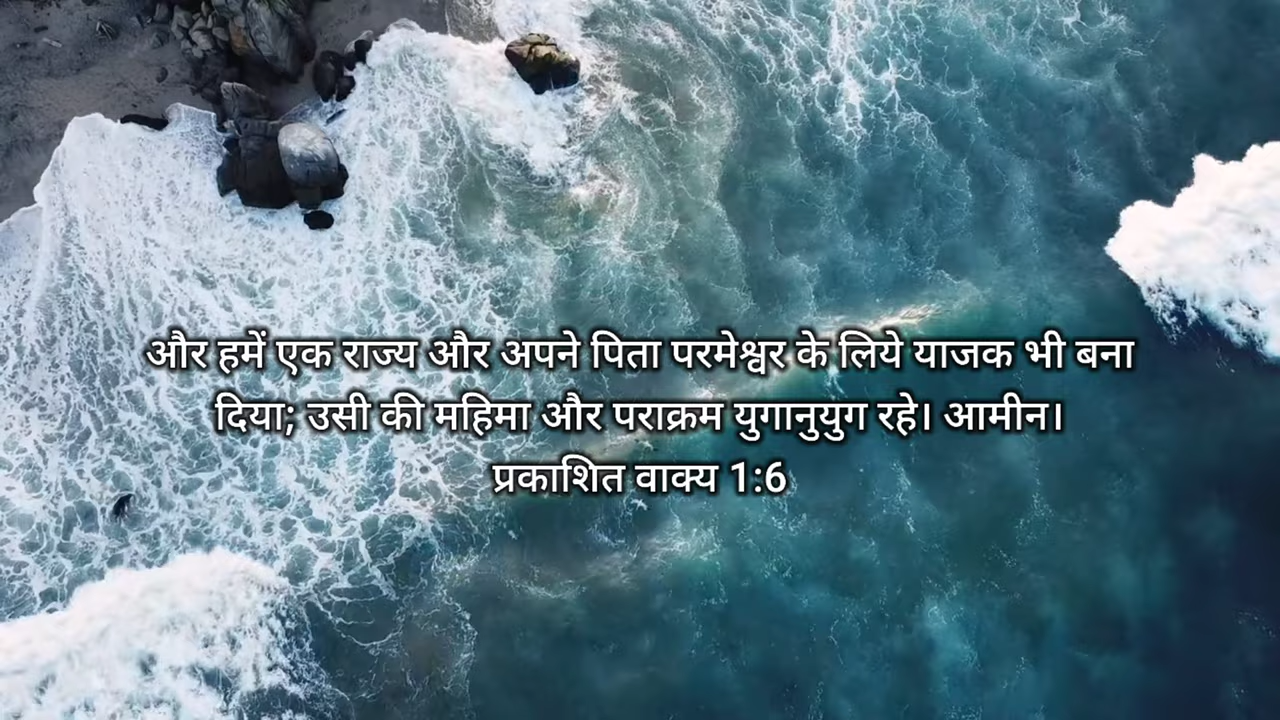 और हमें एक राज्य और अपने पिता परमेश्वर के लिये याजक भी बना
दिया; उसी की महिमा और पराक्रम युगानुयुग रहे। आमीन।
प्रकाशित वाक्य 1:6